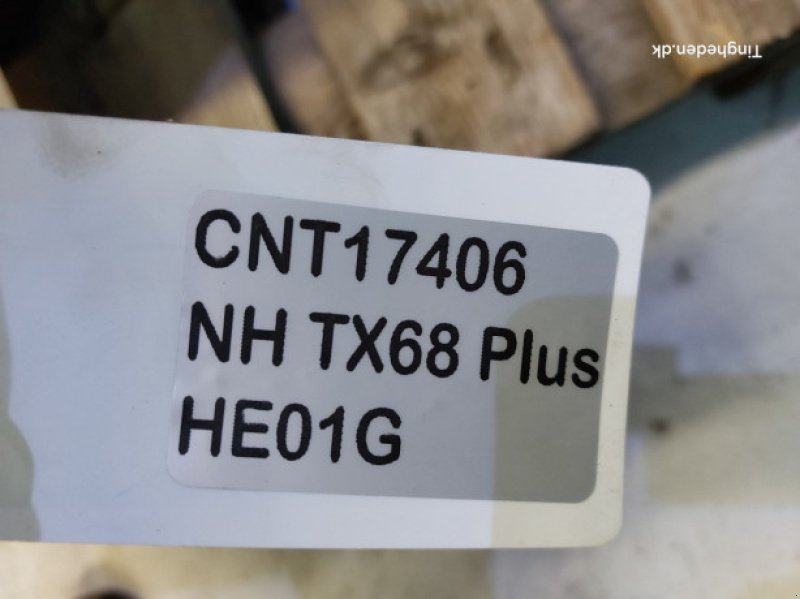 Tingheden.dk
CNT17406
NH TX68 Plus
HE01G